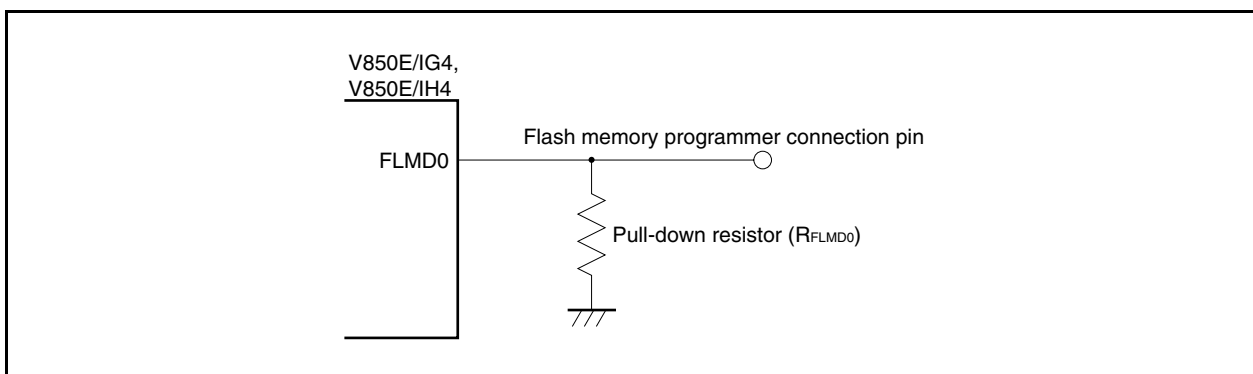 V850E/IG4,
V850E/IH4
Flash memory programmer connection pin
FLMD0
Pull-down resistor (RFLMD0)